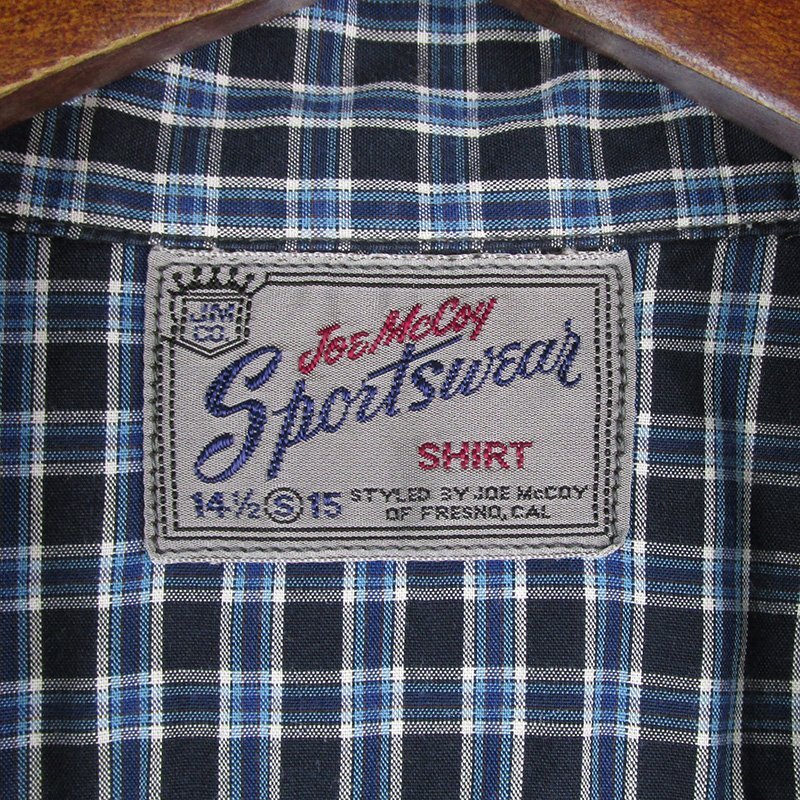 JM
CO.
Joe McCoy
Sportswear
SHIRT
14½ S 15
STYLED BY JOE McCOY
OF FRESNO, CAL